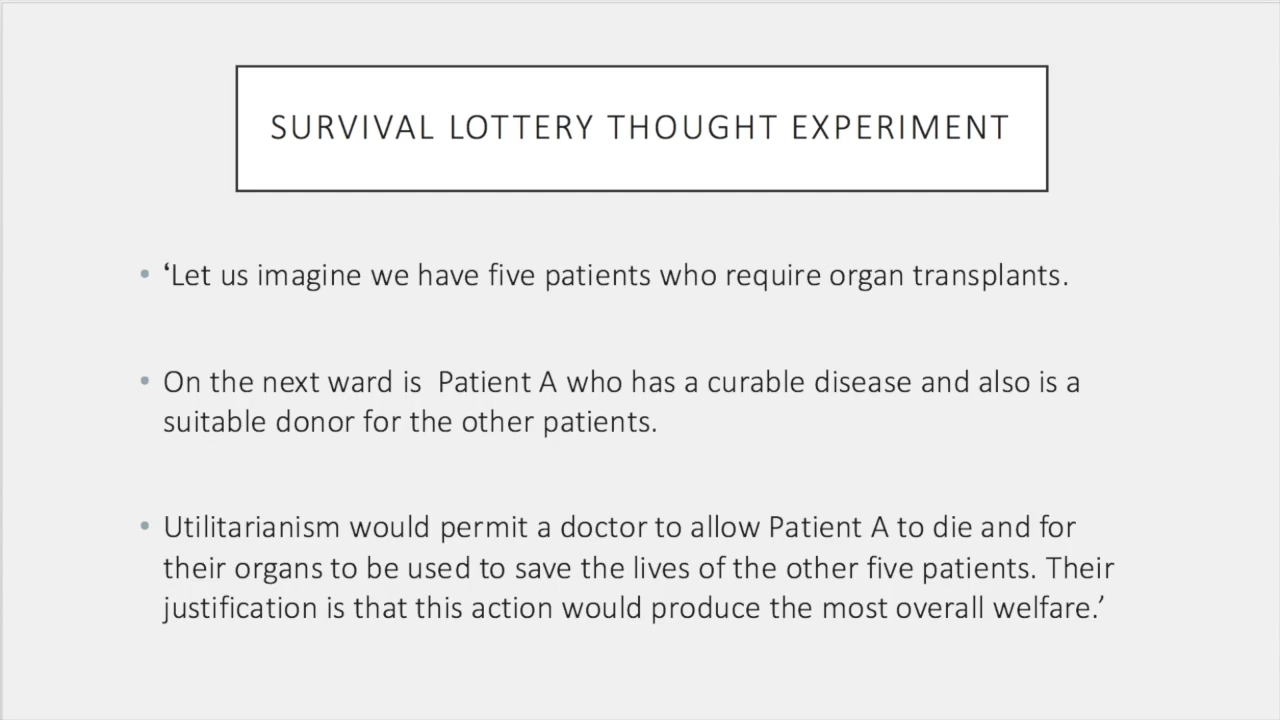 SURVIVAL LOTTERY THOUGHT EXPERIMENT
• ‘Let us imagine we have five patients who require organ transplants.
• On the next ward is  Patient A who has a curable disease and also is a
suitable donor for the other patients.
• Utilitarianism would permit a doctor to allow Patient A to die and for
their organs to be used to save the lives of the other five patients. Their
justification is that this action would produce the most overall welfare.’